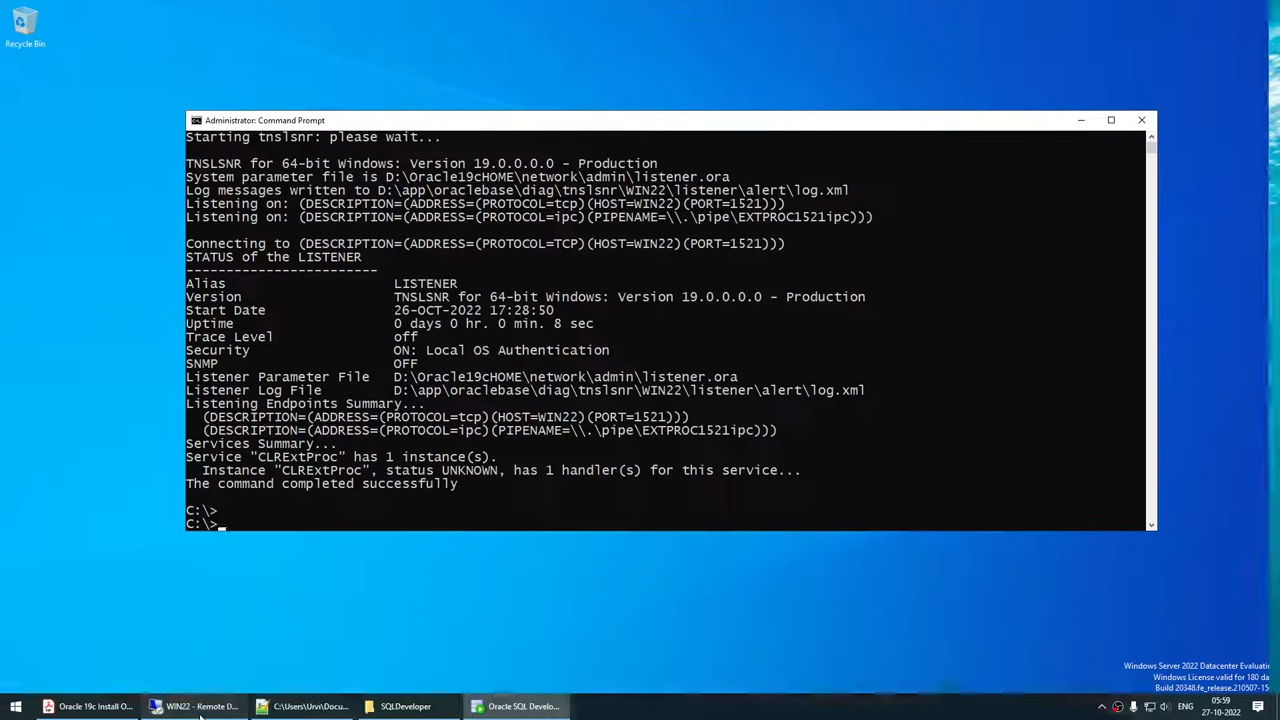 Recycle Bin
Administrator: Command Prompt
Starting tnslsnr: please wait...
TNSLSNR for 64-bit Windows: Version 19.0.0.0.0 - Production
System parameter file is D:\Oracle19cHOME\network\admin\listener.ora
Log messages written to D:\app\oraclebase\diag\tnslsnr\WIN22\listener\alert\log.xml
Listening on: (DESCRIPTION=(ADDRESS=(PROTOCOL=tcp)(HOST=WIN22)(PORT=1521)))
Listening on: (DESCRIPTION=(ADDRESS=(PROTOCOL=ipc)(PIPENAME=\\.\pipe\EXTPROC1521ipc)))
Connecting to (DESCRIPTION=(ADDRESS=(PROTOCOL=TCP)(HOST=WIN22)(PORT=1521)))
STATUS of the LISTENER
------------------------
Alias LISTENER
Version TNSLSNR for 64-bit Windows: Version 19.0.0.0.0 - Production
Start Date 26-OCT-2022 17:28:50
Uptime 0 days 0 hr. 0 min. 8 sec
Trace Level off
Security ON: Local OS Authentication
SNMP OFF
Listener Parameter File D:\Oracle19cHOME\network\admin\listener.ora
Listener Log File D:\app\oraclebase\diag\tnslsnr\WIN22\listener\alert\log.xml
Listening Endpoints Summary...
(DESCRIPTION=(ADDRESS=(PROTOCOL=tcp)(HOST=WIN22)(PORT=1521)))
(DESCRIPTION=(ADDRESS=(PROTOCOL=ipc)(PIPENAME=\\.\pipe\EXTPROC1521ipc)))
Services Summary...
Service "CLRExtProc" has 1 instance(s).
Instance "CLRExtProc", status UNKNOWN, has 1 handler(s) for this service...
The command completed successfully
C:\>
C:\>_
Windows Server 2022 Datacenter Evaluatio
Windows License valid for 180 da
Build 20348.fe_release.210507-15
Oracle 19c Install O...
WIN22 - Remote D...
C:\Users\Urvi\Docu...
SQLDeveloper
Oracle SQL Develo...
ENG
05:59
27-10-2022